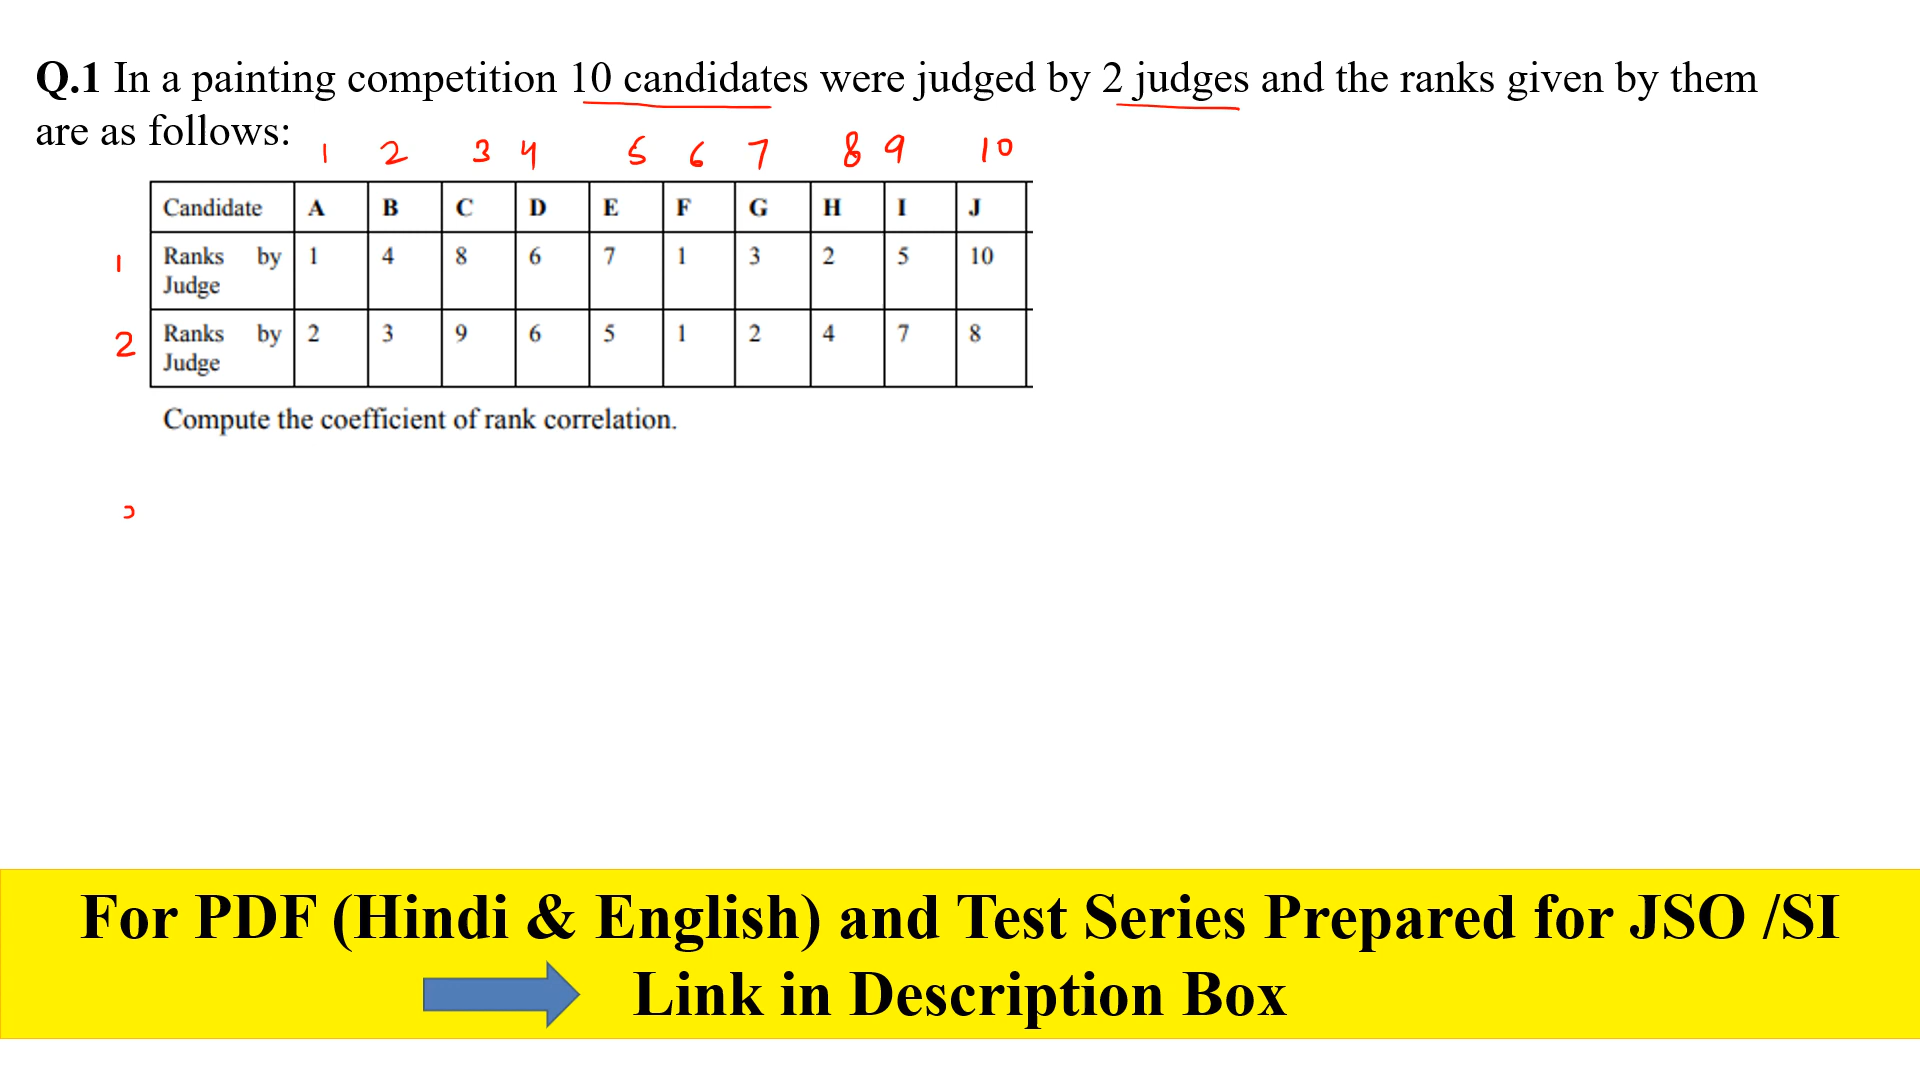 Q.1 In a painting competition 10 candidates were judged by 2 judges and the ranks given by them
are as follows:
1 2 3 4 5 6 7 8 9 10
Candidate A B C D E F G H I J
1 Ranks by Judge 1 4 8 6 7 1 3 2 5 10
2 Ranks by Judge 2 3 9 6 5 1 2 4 7 8
Compute the coefficient of rank correlation.
For PDF (Hindi & English) and Test Series Prepared for JSO /SI
Link in Description Box